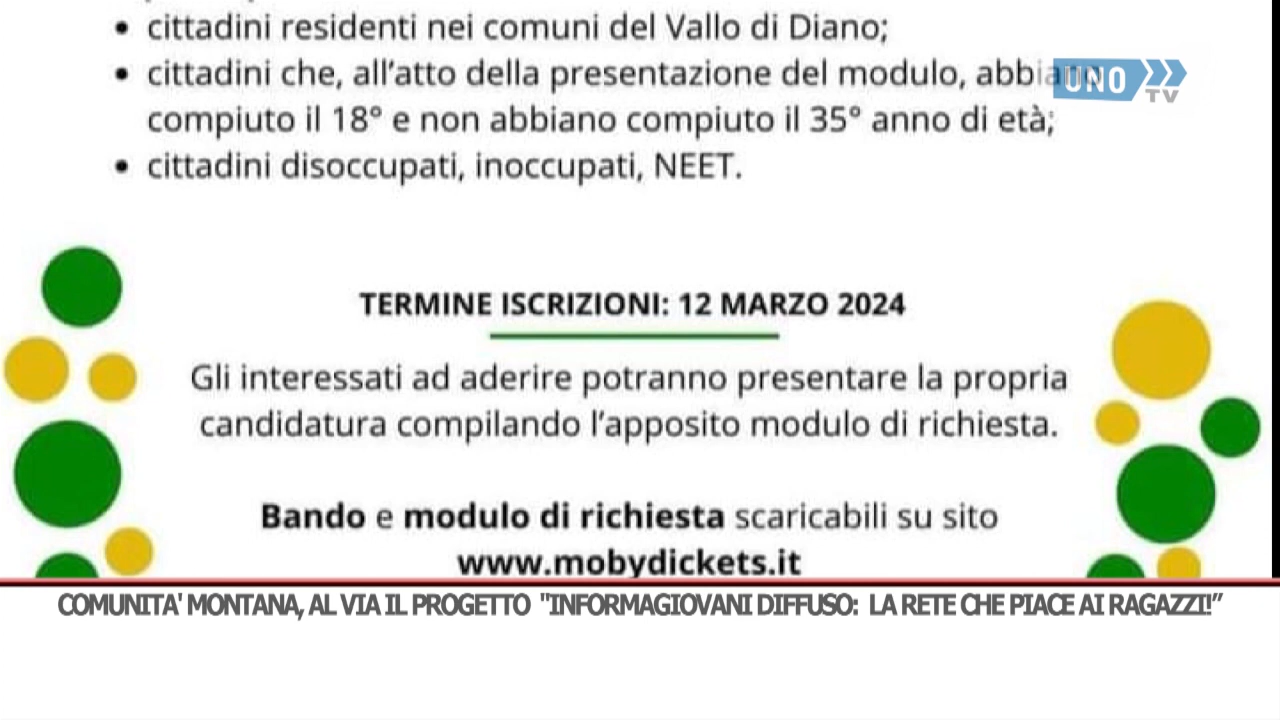 cittadini residenti nei comuni del Vallo di Diano;
cittadini che, all'atto della presentazione del modulo, abbiano
UNO
TV
compiuto il 18° e non abbiano compiuto il 35° anno di età;
cittadini disoccupati, inoccupati, NEET.
TERMINE ISCRIZIONI: 12 MARZO 2024
Gli interessati ad aderire potranno presentare la propria
candidatura compilando l'apposito modulo di richiesta.
Bando e modulo di richiesta scaricabili su sito
www.mobydickets.it
COMUNITA' MONTANA, AL VIA IL PROGETTO "INFORMAGIOVANI DIFFUSO: LA RETE CHE PIACE AI RAGAZZI!”